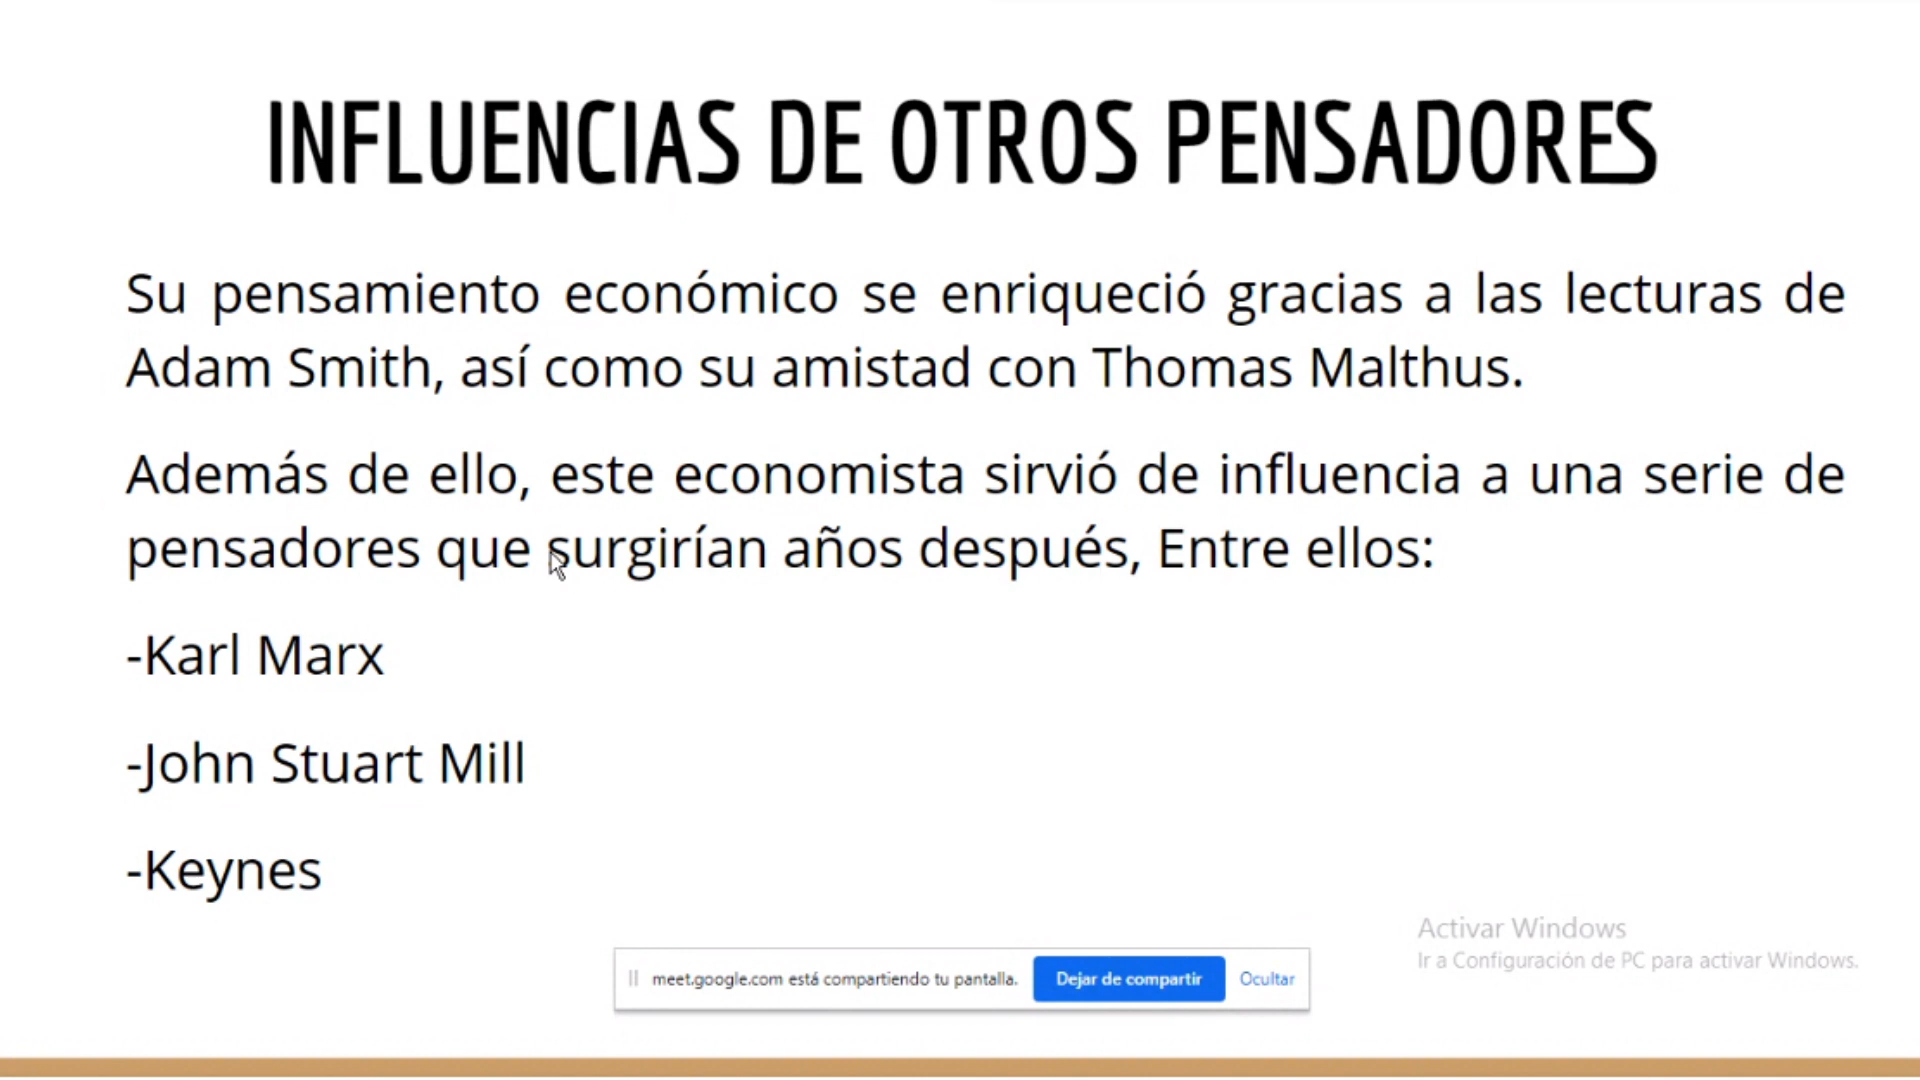 INFLUENCIAS DE OTROS PENSADORES
Su pensamiento económico se enriqueció gracias a las lecturas de
Adam Smith, así como su amistad con Thomas Malthus.
Además de ello, este economista sirvió de influencia a una serie de
pensadores que surgirían años después, Entre ellos:
-Karl Marx
-John Stuart Mill
-Keynes
Activar Windows
Ir a Configuración de PC para activar Windows.
meet.google.com está compartiendo tu pantalla. Dejar de compartir Ocultar